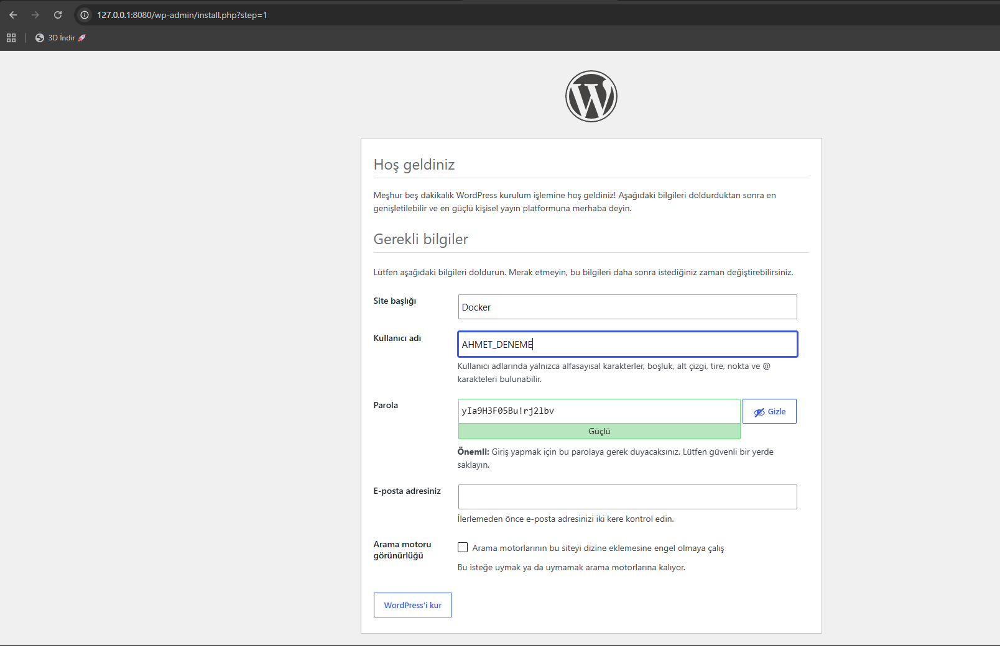 127.0.0.1:8080/wp-admin/install.php?step=1
3D İndir 🚀
Hoş geldiniz
Meşhur beş dakikalık WordPress kurulum işlemine hoş geldiniz! Aşağıdaki bilgileri doldurduktan sonra en
genişletilebilir ve en güçlü kişisel yayın platformuna merhaba deyin.
Gerekli bilgiler
Lütfen aşağıdaki bilgileri doldurun. Merak etmeyin, bu bilgileri daha sonra istediğiniz zaman değiştirebilirsiniz.
Site başlığı
Docker
Kullanıcı adı
AHMET_DENEME
Kullanıcı adlarında yalnızca alfasayısal karakterler, boşluk, alt çizgi, tire, nokta ve @
karakteleri bulunabilir.
Parola
yIa9H3F05Bu!rj2lbv
Gizle
Güçlü
Önemli: Giriş yapmak için bu parolaya gerek duyacaksınız. Lütfen güvenli bir yerde
saklayın.
E-posta adresiniz
İlerlemeden önce e-posta adresinizi iki kere kontrol edin.
Arama motoru
görünürlüğü
Arama motorlarının bu siteyi dizine eklemesine engel olmaya çalış
Bu isteğe uymak ya da uymamak arama motorlarına kalıyor.
WordPress'i kur